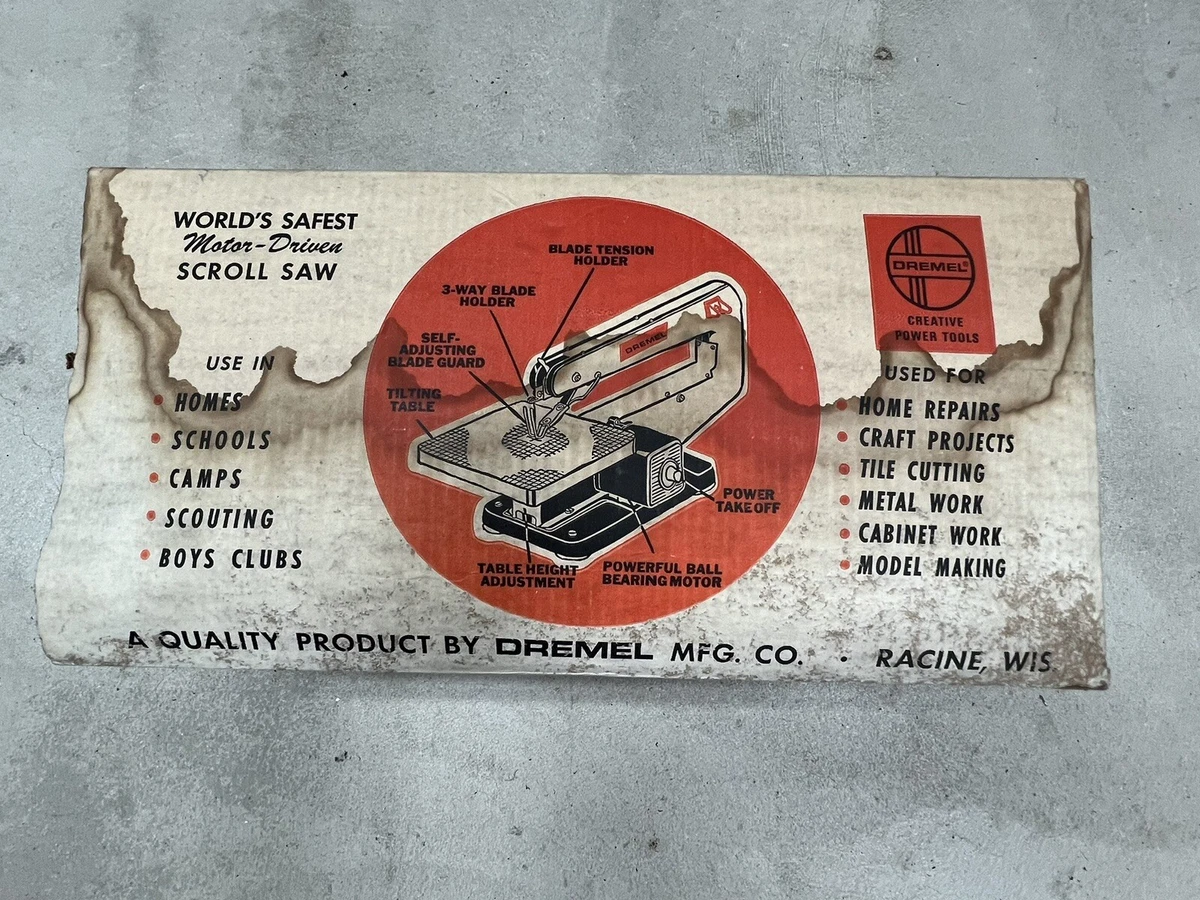 WORLD'S SAFEST
Motor-Driven
SCROLL SAW
USE IN
• HOMES
• SCHOOLS
• CAMPS
• SCOUTING
• BOYS CLUBS
BLADE TENSION
HOLDER
3-WAY BLADE
HOLDER
SELF-
ADJUSTING
BLADE GUARD
TILTING
TABLE
DREMEL
POWER
TAKE OFF
TABLE HEIGHT
ADJUSTMENT
POWERFUL BALL
BEARING MOTOR
DREMEL®
CREATIVE
POWER TOOLS
USED FOR
• HOME REPAIRS
• CRAFT PROJECTS
• TILE CUTTING
• METAL WORK
• CABINET WORK
• MODEL MAKING
A QUALITY PRODUCT BY DREMEL MFG. CO. • RACINE, WIS.